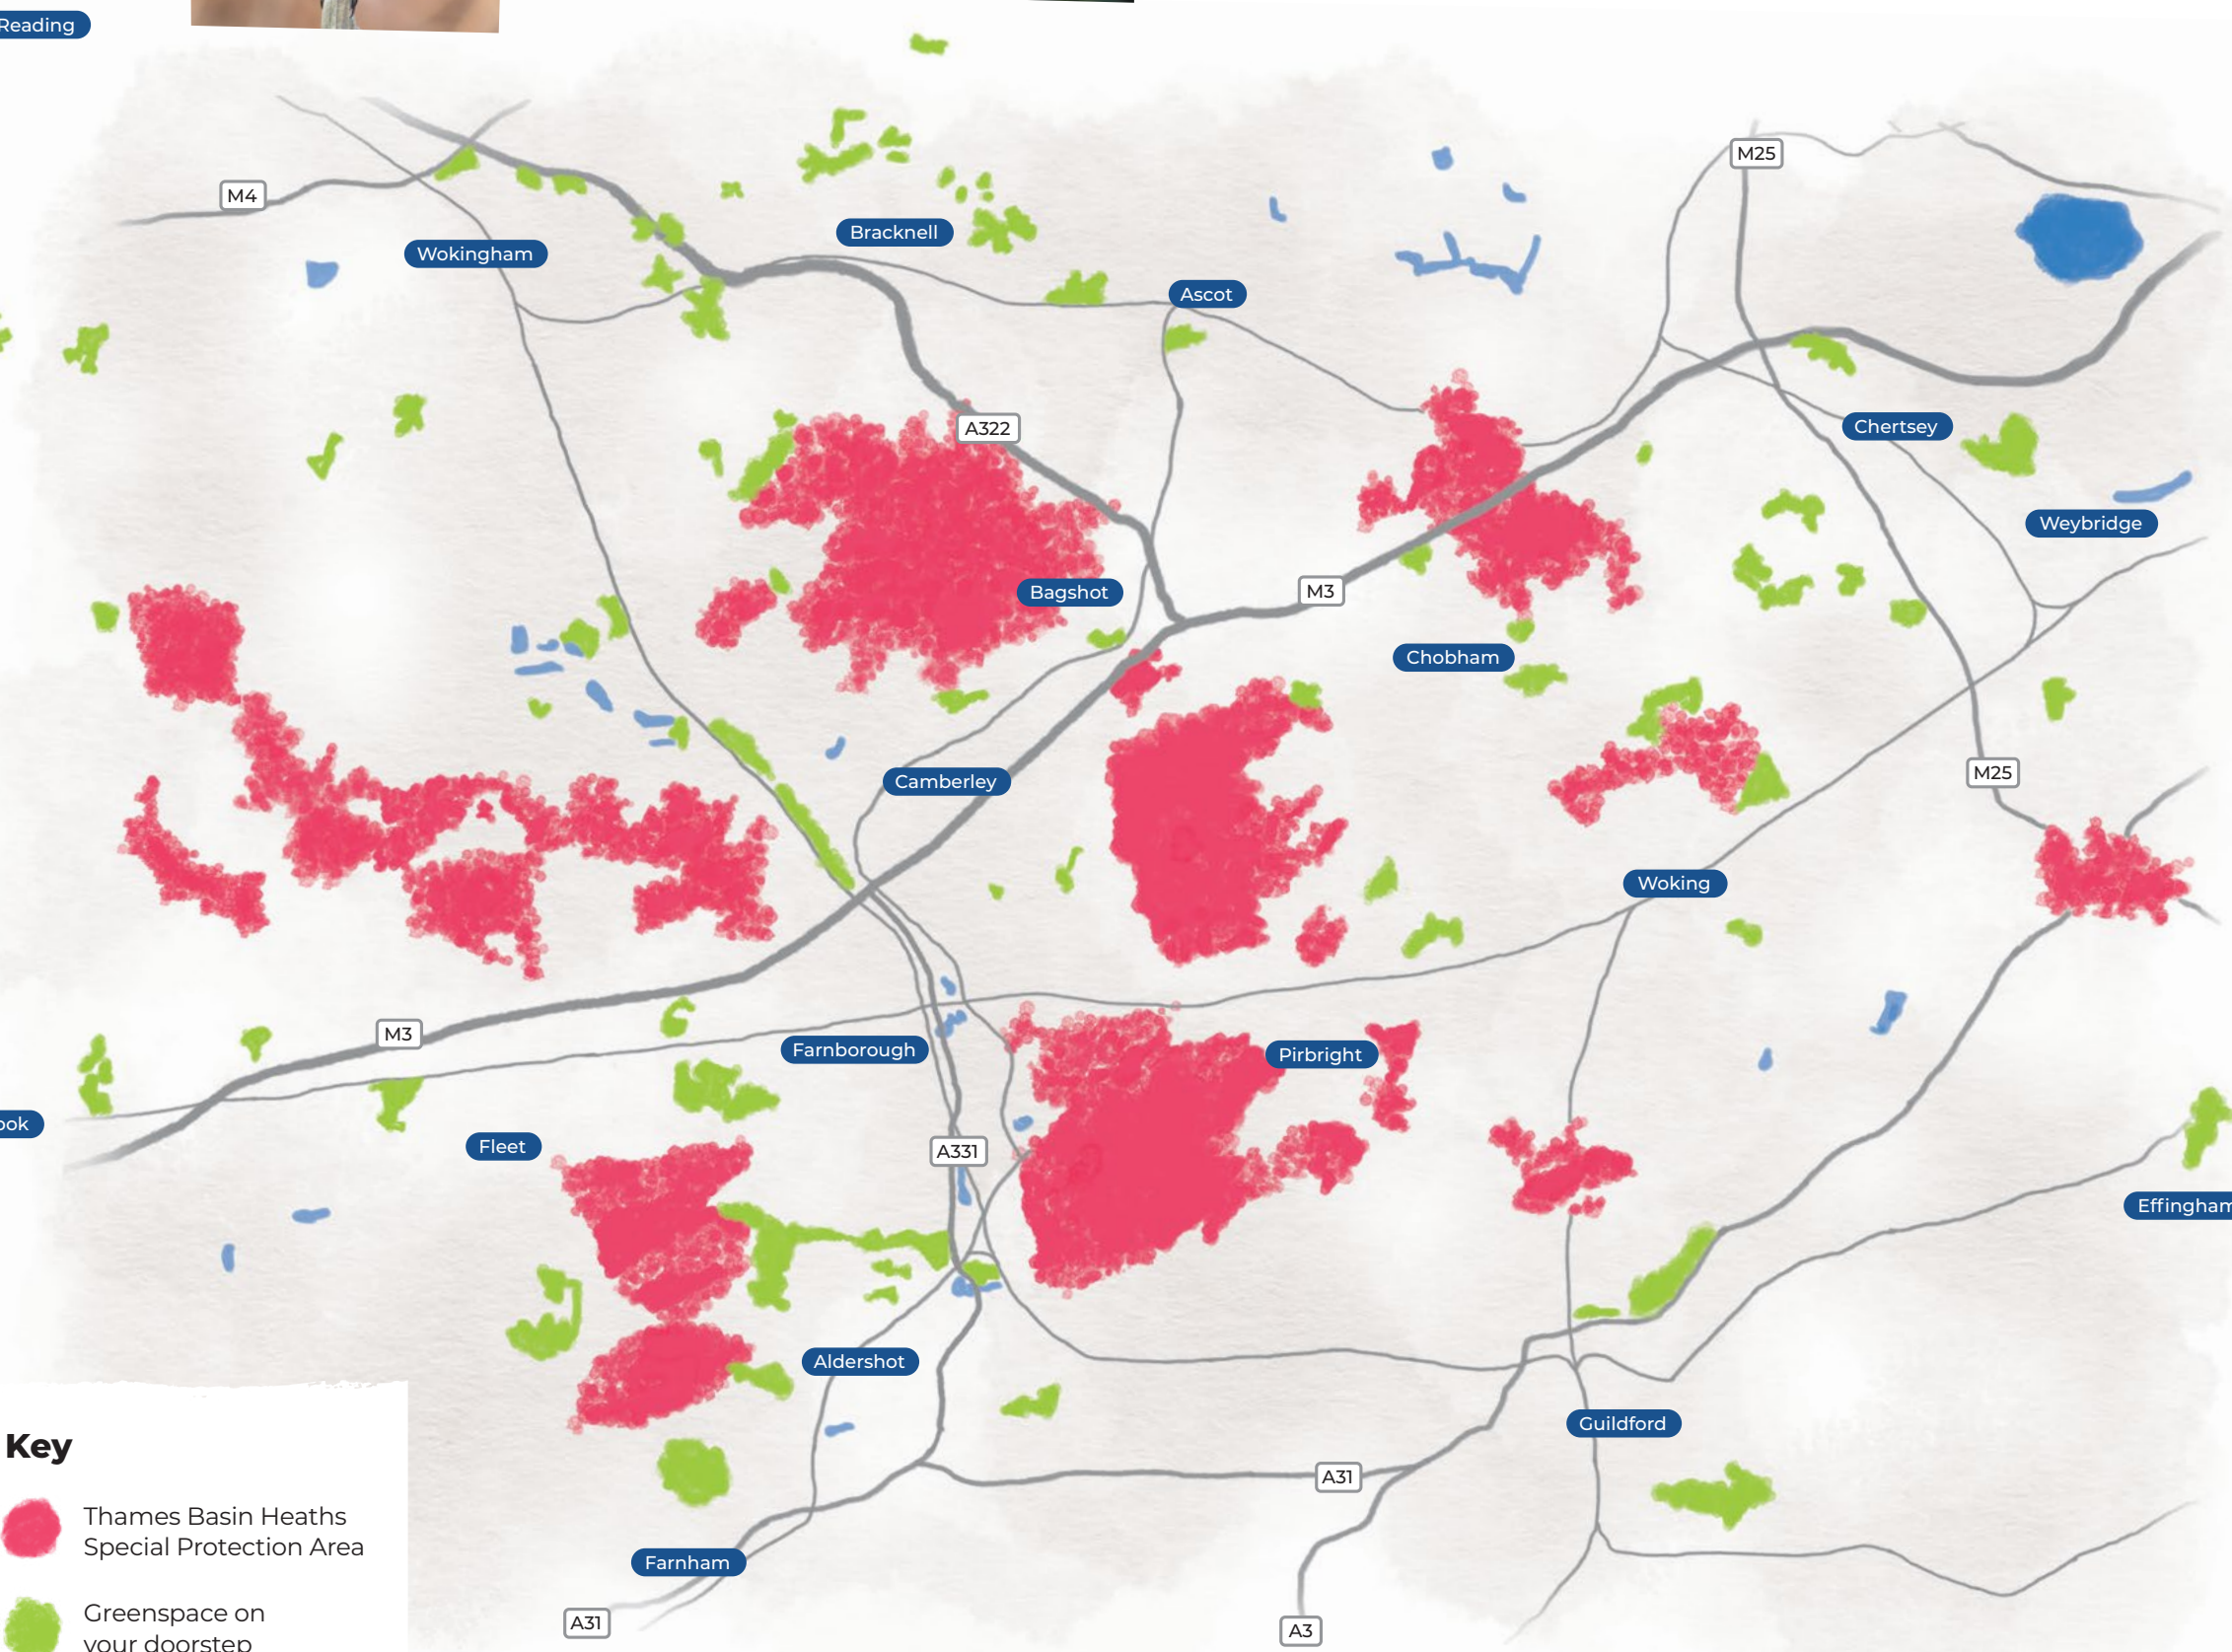 Reading
M25
M4
Bracknell
Wokingham
Ascot
A322
Chertsey
Weybridge
Bagshot
M3
Chobham
M25
Camberley
Woking
M3
Farnborough
Pirbright
ook
Fleet
A331
Effingham
Aldershot
Guildford
Key
A31
Thames Basin Heaths
Special Protection Area
Farnham
Greenspace on
your doorstep
A31
A3